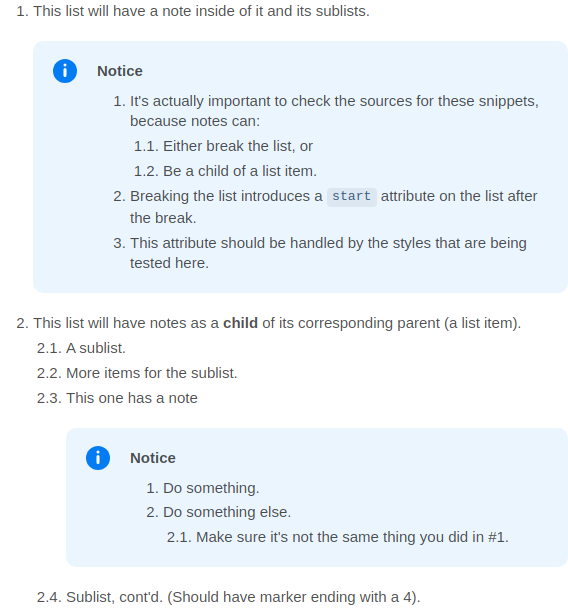 1. This list will have a note inside of it and its sublists.
Notice
1. It's actually important to check the sources for these snippets,
because notes can:
1.1. Either break the list, or
1.2. Be a child of a list item.
2. Breaking the list introduces a start attribute on the list after
the break.
3. This attribute should be handled by the styles that are being
tested here.
2. This list will have notes as a child of its corresponding parent (a list item).
2.1. A sublist.
2.2. More items for the sublist.
2.3. This one has a note
Notice
1. Do something.
2. Do something else.
2.1. Make sure it's not the same thing you did in #1.
2.4. Sublist, cont'd. (Should have marker ending with a 4).